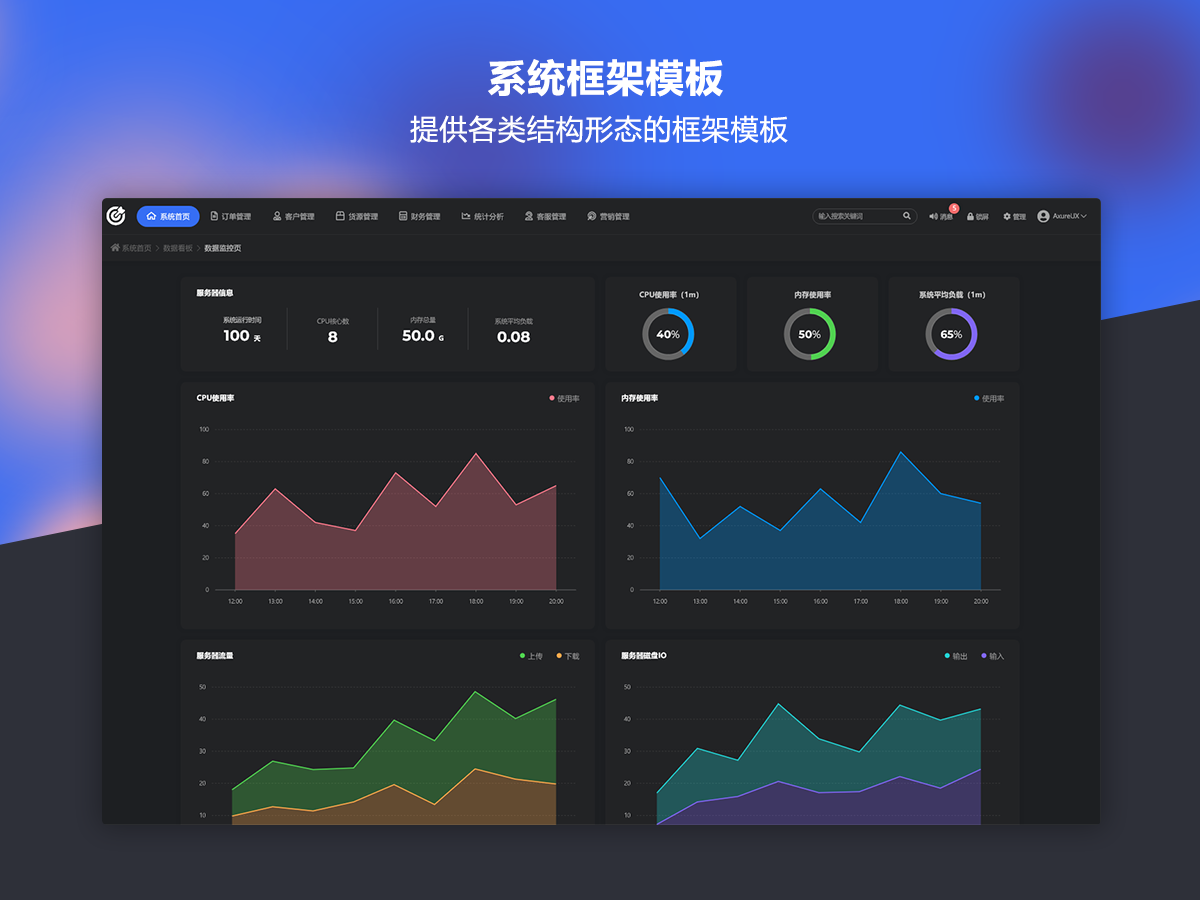 系统框架模板
提供各类结构形态的框架模板
系统首页 订单管理 客户管理 货源管理 财务管理 统计分析 客服管理 营销管理 输入搜索关键词 消息 5 锁屏 管理 AxureUX
系统首页 > 数据看板 > 数据监控页
服务器信息
系统运行时间 CPU核心数 内存总量 系统平均负载
100 天 8 50.0 G 0.08
CPU使用率（1m）
40%
内存使用率
50%
系统平均负载（1m）
65%
CPU使用率 使用率
100
80
60
40
20
0
12:00 13:00 14:00 15:00 16:00 17:00 18:00 19:00 20:00
内存使用率 使用率
100
80
60
40
20
0
12:00 13:00 14:00 15:00 16:00 17:00 18:00 19:00 20:00
服务器流量 上传 下载
50
40
30
20
10
服务器磁盘IO 输出 输入
50
40
30
20
10